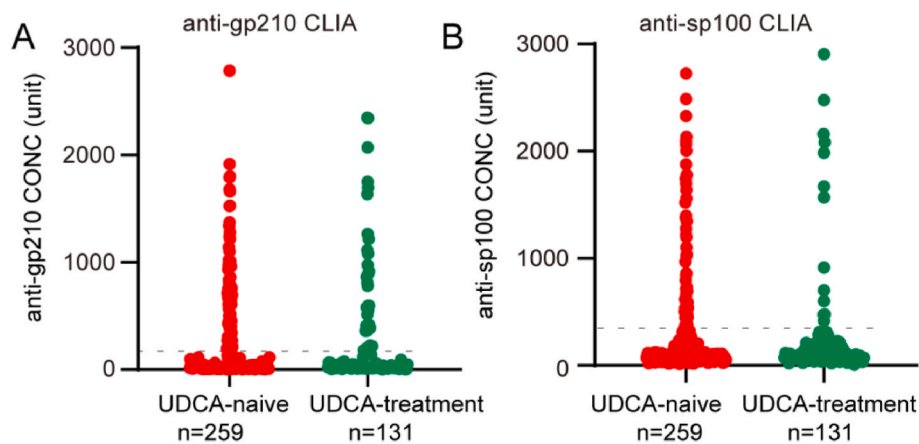 A
anti-gp210 CLIA
anti-gp210 CONC (unit)
3000
2000
1000
0
UDCA-naive
n=259
UDCA-treatment
n=131
B
anti-sp100 CLIA
anti-sp100 CONC (unit)
3000
2000
1000
0
UDCA-naive
n=259
UDCA-treatment
n=131